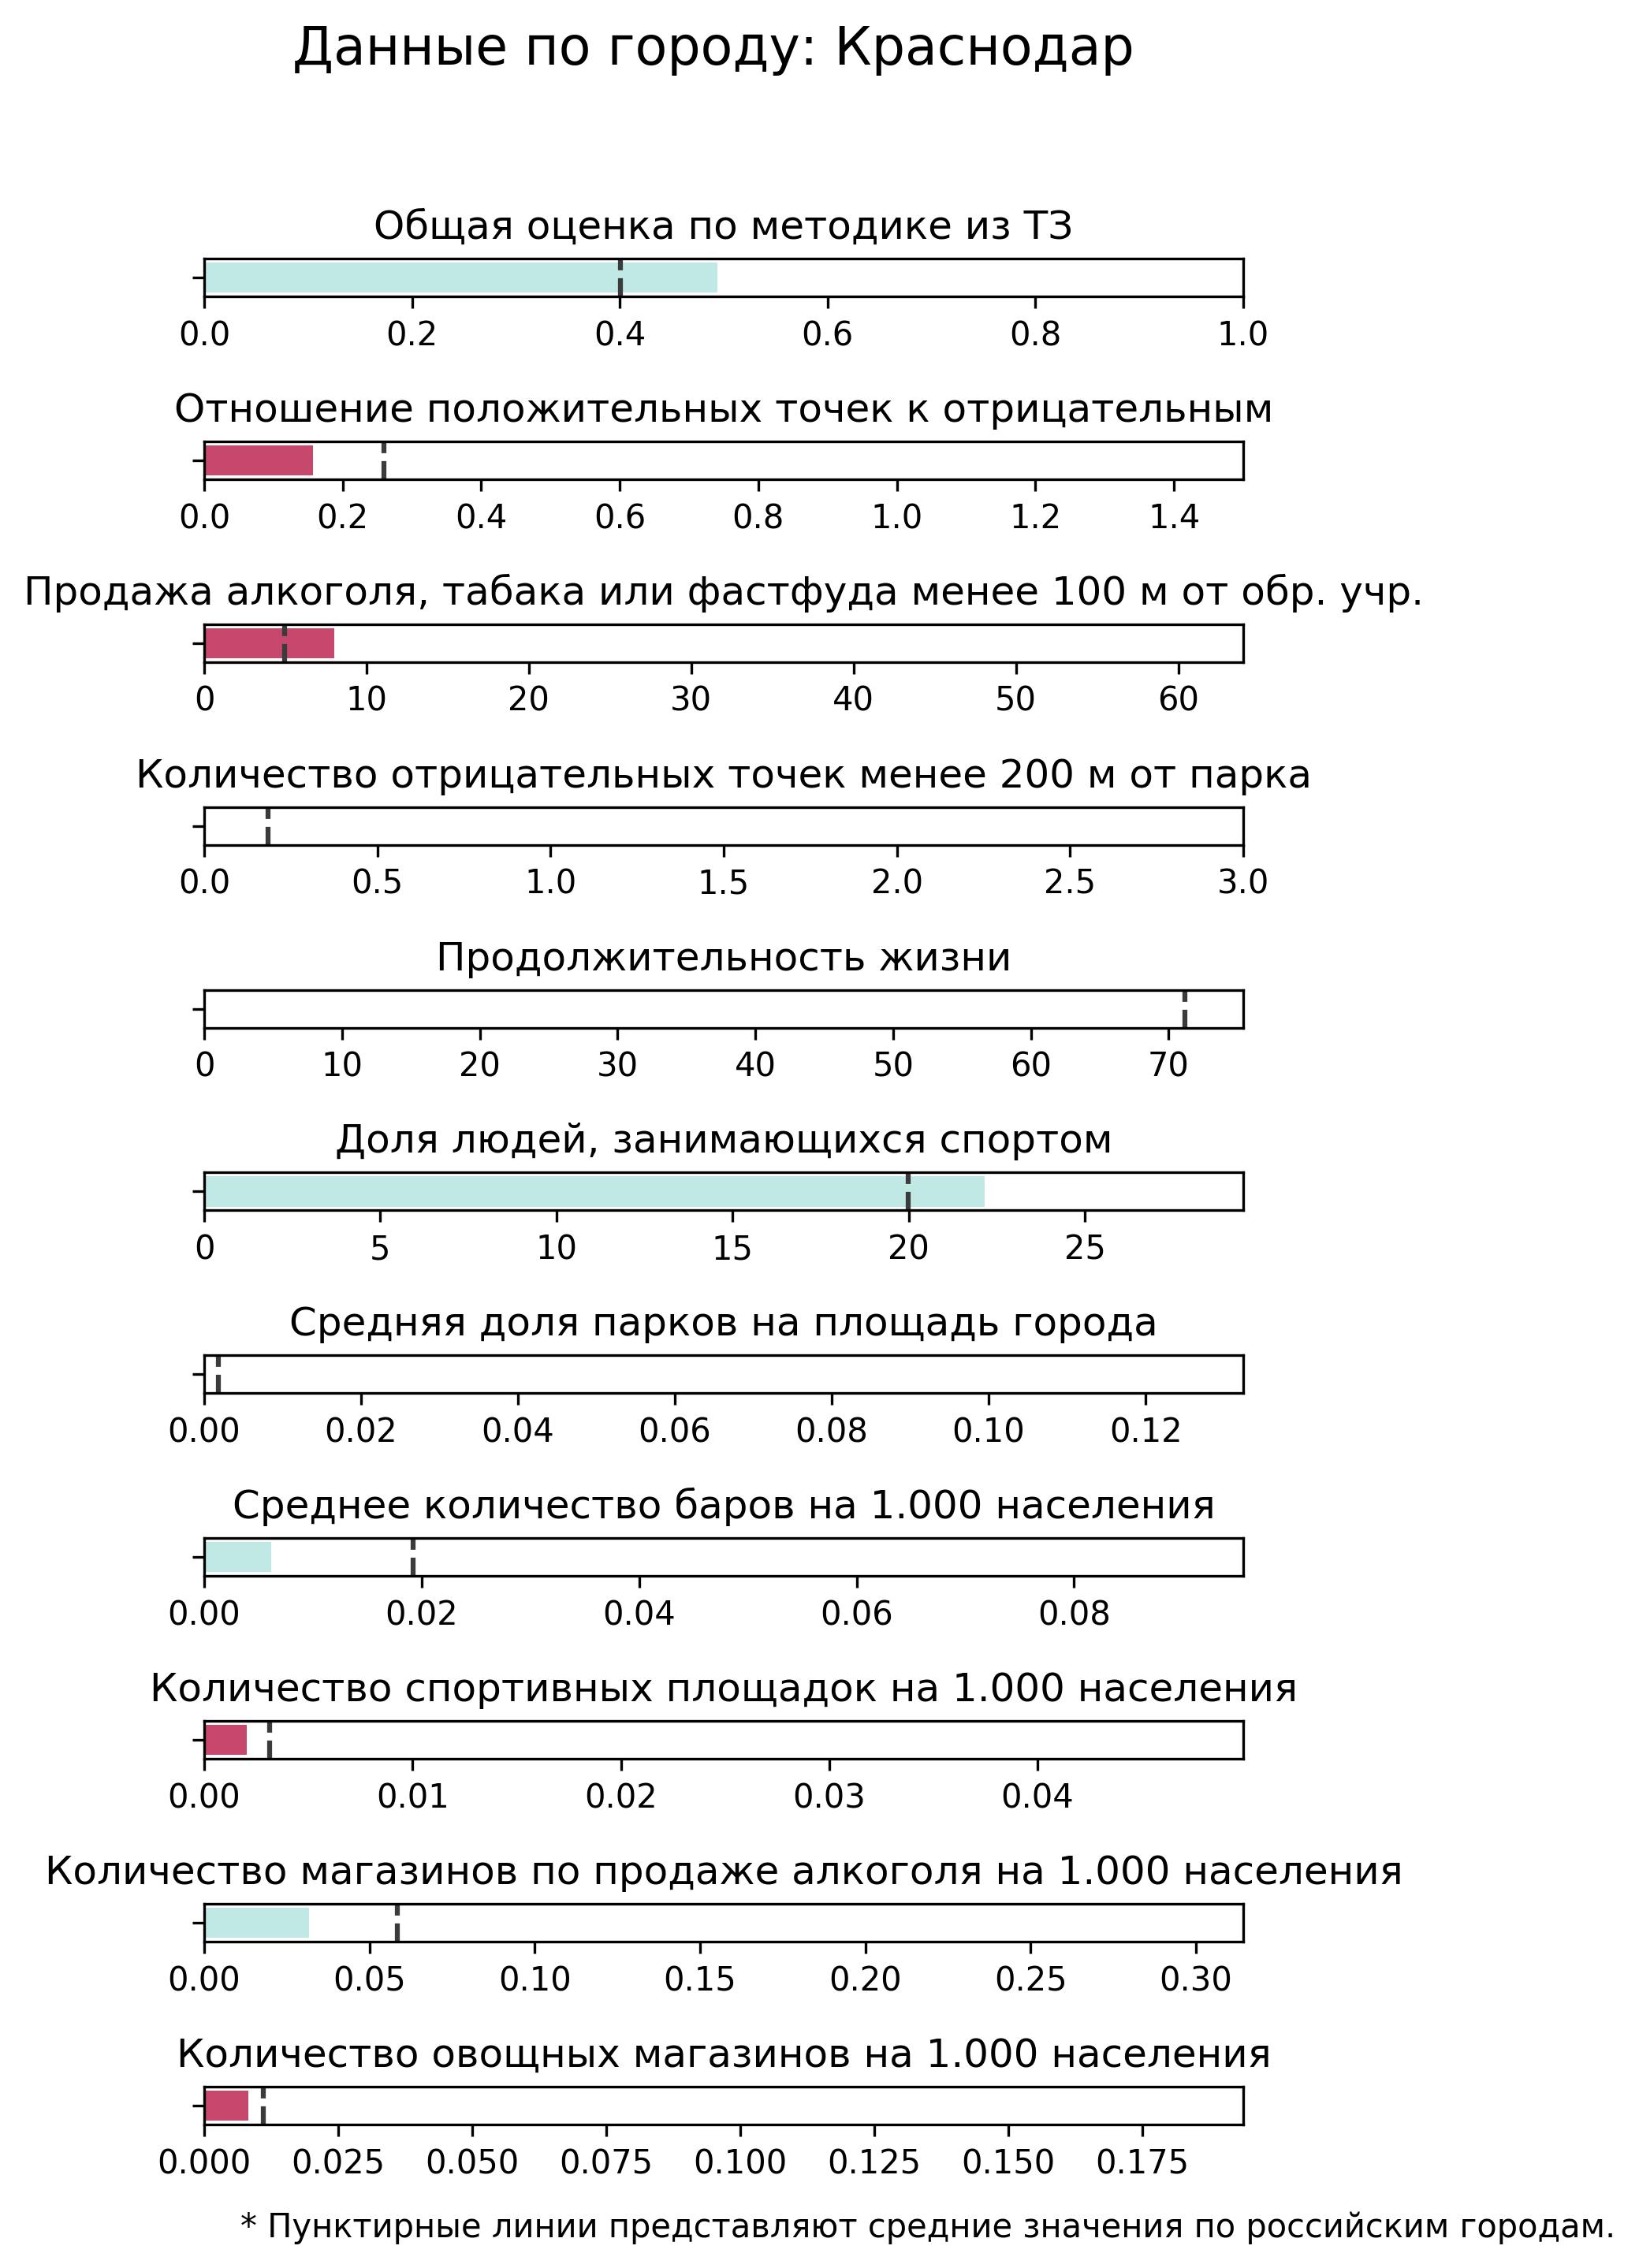 Данные по городу: Краснодар
Общая оценка по методике из ТЗ
0.0 0.2 0.4 0.6 0.8 1.0
Отношение положительных точек к отрицательным
0.0 0.2 0.4 0.6 0.8 1.0 1.2 1.4
Продажа алкоголя, табака или фастфуда менее 100 м от обр. учр.
0 10 20 30 40 50 60
Количество отрицательных точек менее 200 м от парка
0.0 0.5 1.0 1.5 2.0 2.5 3.0
Продолжительность жизни
0 10 20 30 40 50 60 70
Доля людей, занимающихся спортом
0 5 10 15 20 25
Средняя доля парков на площадь города
0.00 0.02 0.04 0.06 0.08 0.10 0.12
Среднее количество баров на 1.000 населения
0.00 0.02 0.04 0.06 0.08
Количество спортивных площадок на 1.000 населения
0.00 0.01 0.02 0.03 0.04
Количество магазинов по продаже алкоголя на 1.000 населения
0.00 0.05 0.10 0.15 0.20 0.25 0.30
Количество овощных магазинов на 1.000 населения
0.000 0.025 0.050 0.075 0.100 0.125 0.150 0.175
* Пунктирные линии представляют средние значения по российским городам.